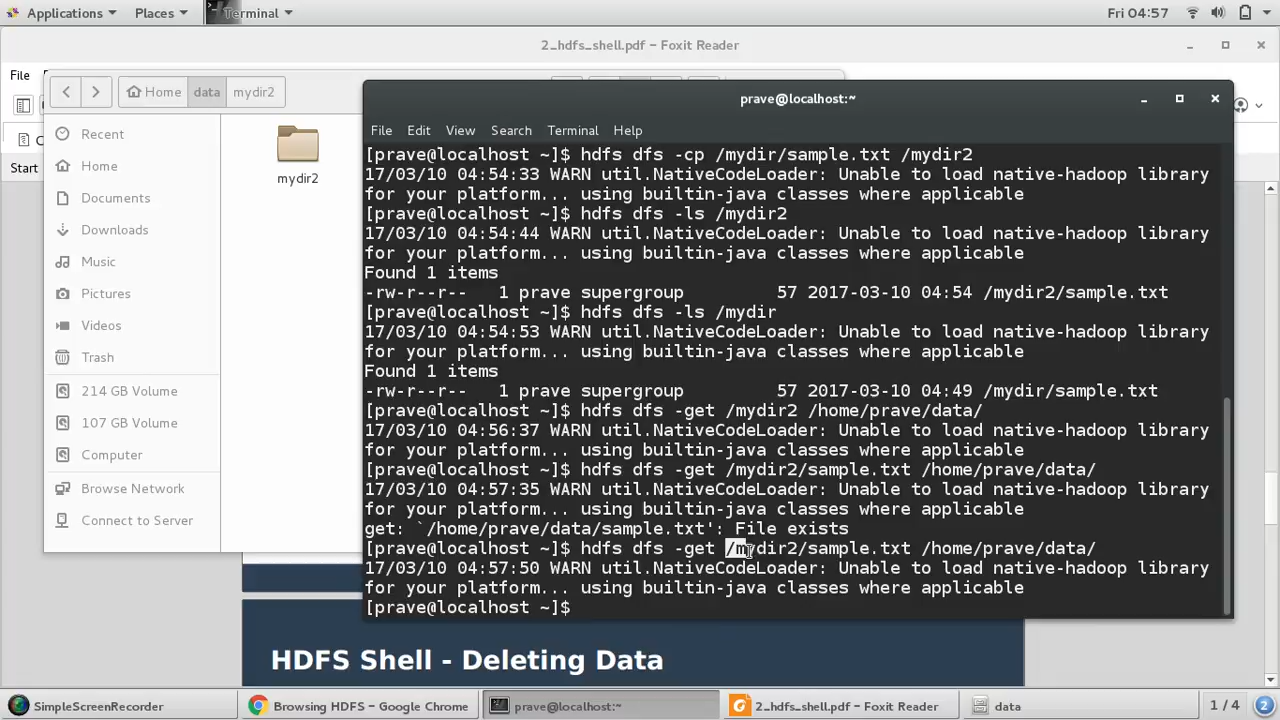 Applications
Places
Terminal
Fri 04:57
2_hdfs_shell.pdf − Foxit Reader
File
Home
data
mydir2
prave@localhost:~
Recent
Home
Documents
Downloads
Music
Pictures
Videos
Trash
214 GB Volume
107 GB Volume
Computer
Browse Network
Connect to Server
mydir2
Start
File Edit View Search Terminal Help
[prave@localhost ~]$ hdfs dfs -cp /mydir/sample.txt /mydir2
17/03/10 04:54:33 WARN util.NativeCodeLoader: Unable to load native-hadoop library
for your platform... using builtin-java classes where applicable
[prave@localhost ~]$ hdfs dfs -ls /mydir2
17/03/10 04:54:44 WARN util.NativeCodeLoader: Unable to load native-hadoop library
for your platform... using builtin-java classes where applicable
Found 1 items
-rw-r--r--   1 prave supergroup         57 2017-03-10 04:54 /mydir2/sample.txt
[prave@localhost ~]$ hdfs dfs -ls /mydir
17/03/10 04:54:53 WARN util.NativeCodeLoader: Unable to load native-hadoop library
for your platform... using builtin-java classes where applicable
Found 1 items
-rw-r--r--   1 prave supergroup         57 2017-03-10 04:49 /mydir/sample.txt
[prave@localhost ~]$ hdfs dfs -get /mydir2 /home/prave/data/
17/03/10 04:56:37 WARN util.NativeCodeLoader: Unable to load native-hadoop library
for your platform... using builtin-java classes where applicable
[prave@localhost ~]$ hdfs dfs -get /mydir2/sample.txt /home/prave/data/
17/03/10 04:57:35 WARN util.NativeCodeLoader: Unable to load native-hadoop library
for your platform... using builtin-java classes where applicable
get: `/home/prave/data/sample.txt': File exists
[prave@localhost ~]$ hdfs dfs -get /mydir2/sample.txt /home/prave/data/
17/03/10 04:57:50 WARN util.NativeCodeLoader: Unable to load native-hadoop library
for your platform... using builtin-java classes where applicable
[prave@localhost ~]$
HDFS Shell - Deleting Data
SimpleScreenRecorder
Browsing HDFS − Google Chrome
prave@localhost:~
2_hdfs_shell.pdf − Foxit Reader
data
1 / 4
2